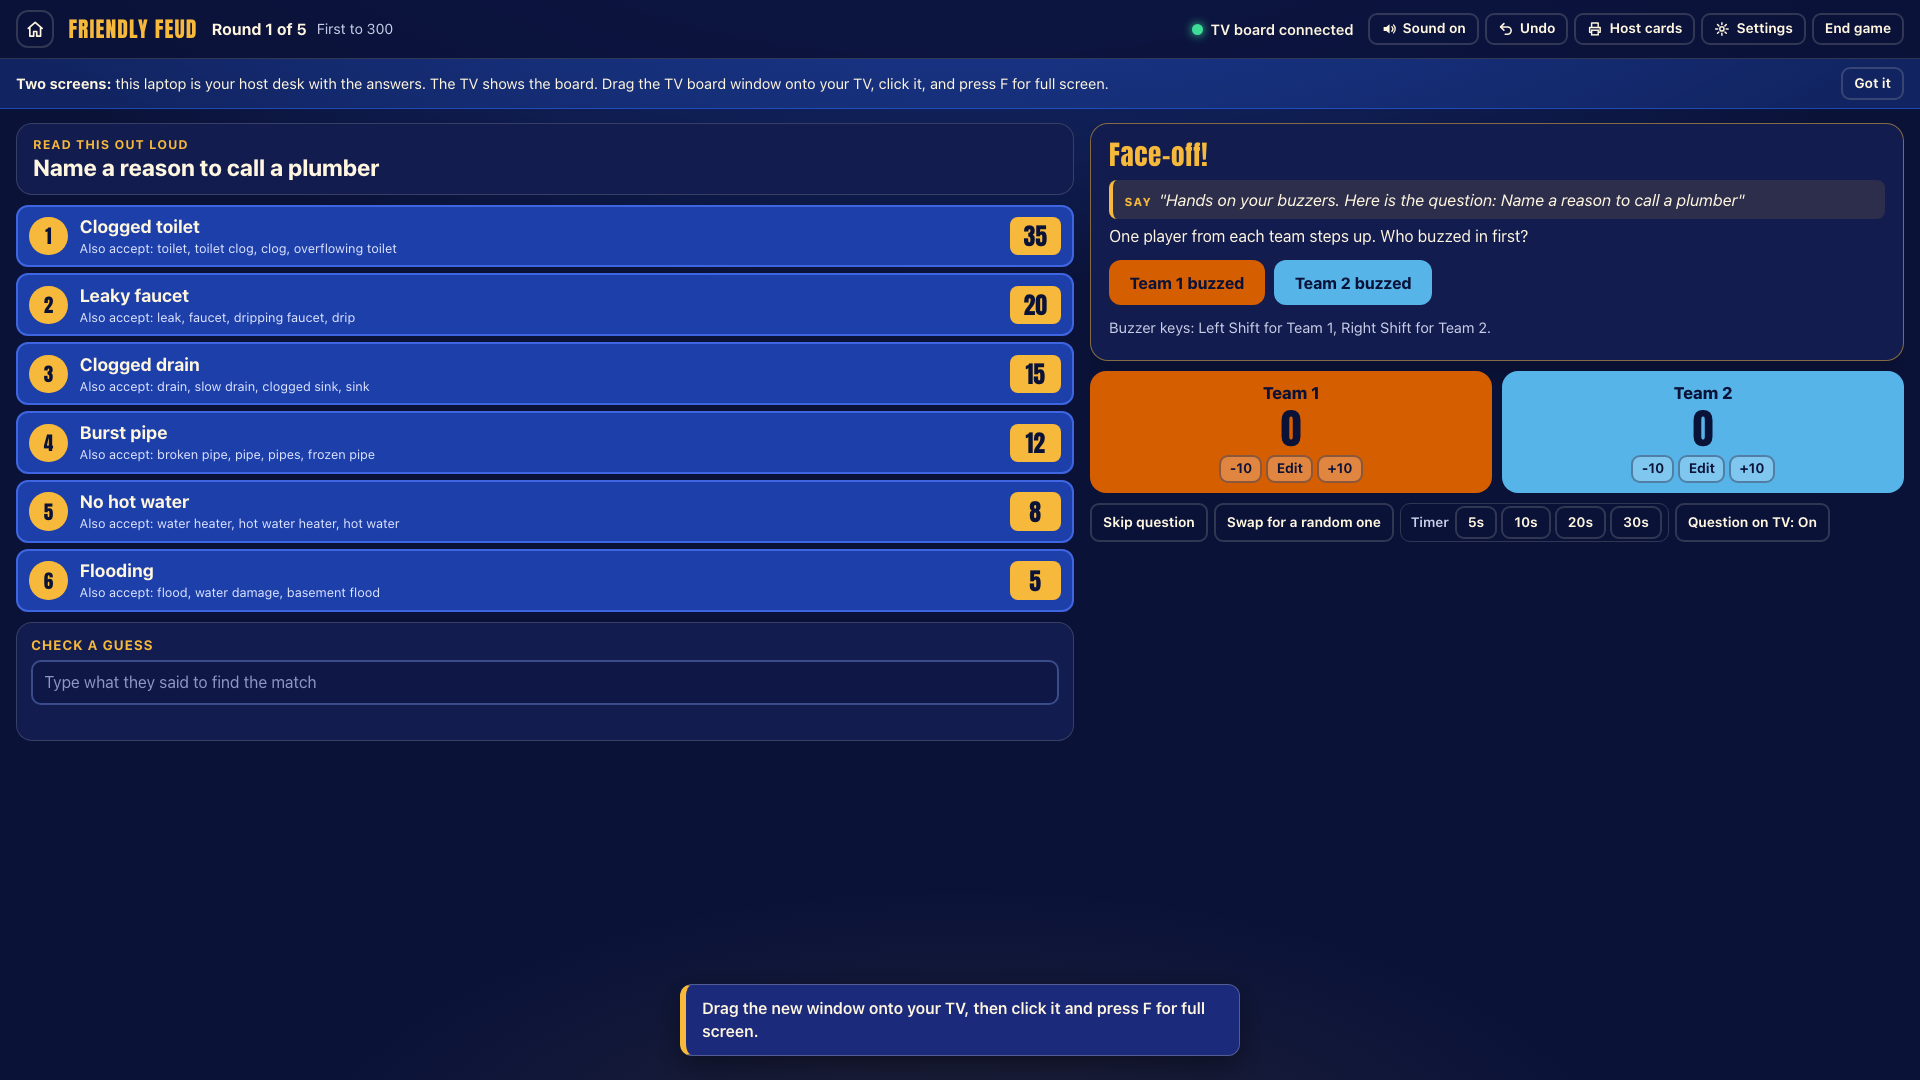 FRIENDLY FEUD Round 1 of 5 First to 300
TV board connected Sound on Undo Host cards Settings End game
Two screens: this laptop is your host desk with the answers. The TV shows the board. Drag the TV board window onto your TV, click it, and press F for full screen.
Got it
READ THIS OUT LOUD
Name a reason to call a plumber
1 Clogged toilet 35
Also accept: toilet, toilet clog, clog, overflowing toilet
2 Leaky faucet 20
Also accept: leak, faucet, dripping faucet, drip
3 Clogged drain 15
Also accept: drain, slow drain, clogged sink, sink
4 Burst pipe 12
Also accept: broken pipe, pipe, pipes, frozen pipe
5 No hot water 8
Also accept: water heater, hot water heater, hot water
6 Flooding 5
Also accept: flood, water damage, basement flood
CHECK A GUESS
Type what they said to find the match
Face-off!
SAY "Hands on your buzzers. Here is the question: Name a reason to call a plumber"
One player from each team steps up. Who buzzed in first?
Team 1 buzzed Team 2 buzzed
Buzzer keys: Left Shift for Team 1, Right Shift for Team 2.
Team 1
0
-10 Edit +10
Team 2
0
-10 Edit +10
Skip question Swap for a random one Timer 5s 10s 20s 30s Question on TV: On
Drag the new window onto your TV, then click it and press F for full
screen.